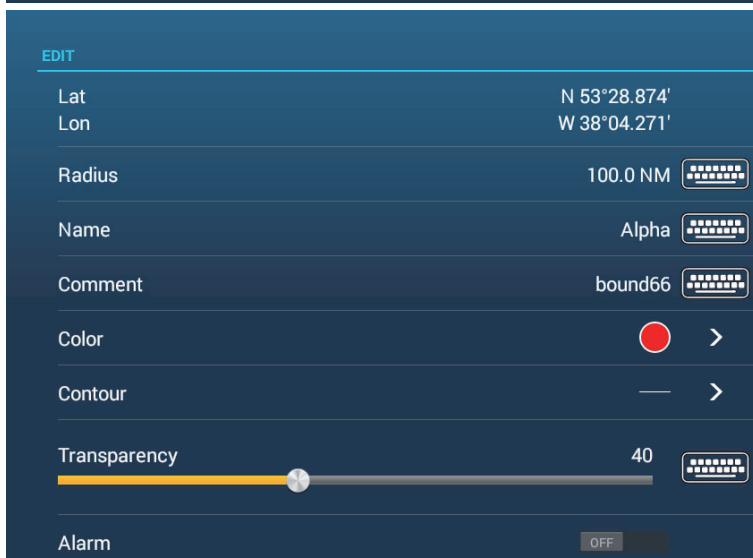 EDIT
Lat N 53°28.874'
Lon W 38°04.271'
Radius 100.0 NM
Name Alpha
Comment bound66
Color
Contour
Transparency 40
Alarm OFF